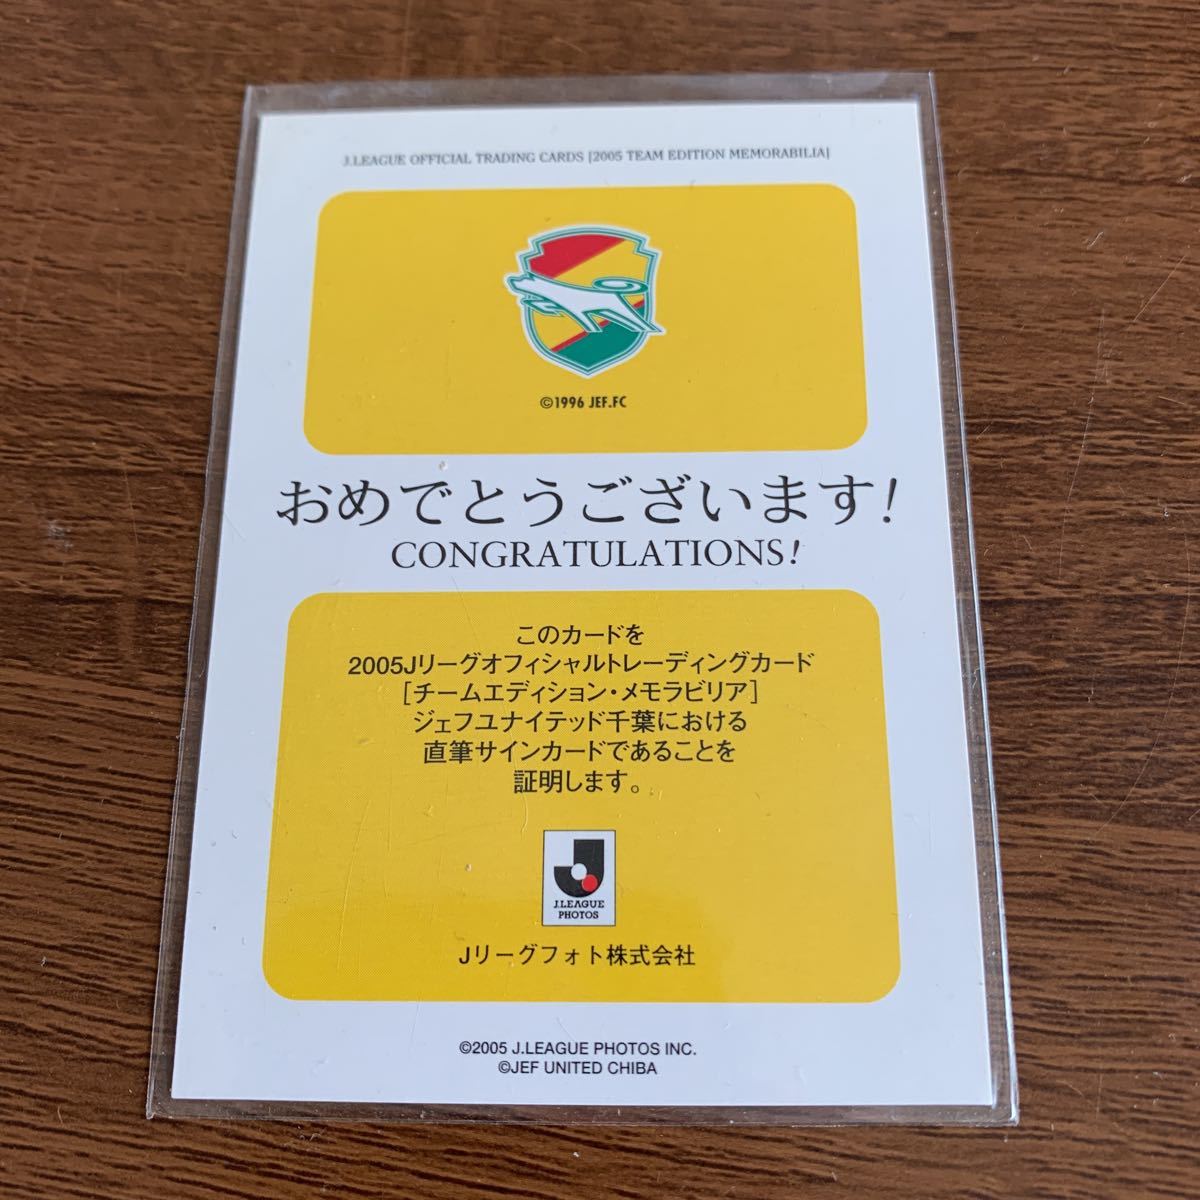 J.LEAGUE OFFICIAL TRADING CARDS [2005 TEAM EDITION MEMORABILIA]
©1996 JEF.FC
おめでとうございます!
CONGRATULATIONS!
このカードを
2005Jリーグオフィシャルトレーディングカード
[チームエディション・メモラビリア]
ジェフユナイテッド千葉における
直筆サインカードであることを
証明します。
J.LEAGUE
PHOTOS
Jリーグフォト株式会社
©2005 J.LEAGUE PHOTOS INC.
©JEF UNITED CHIBA